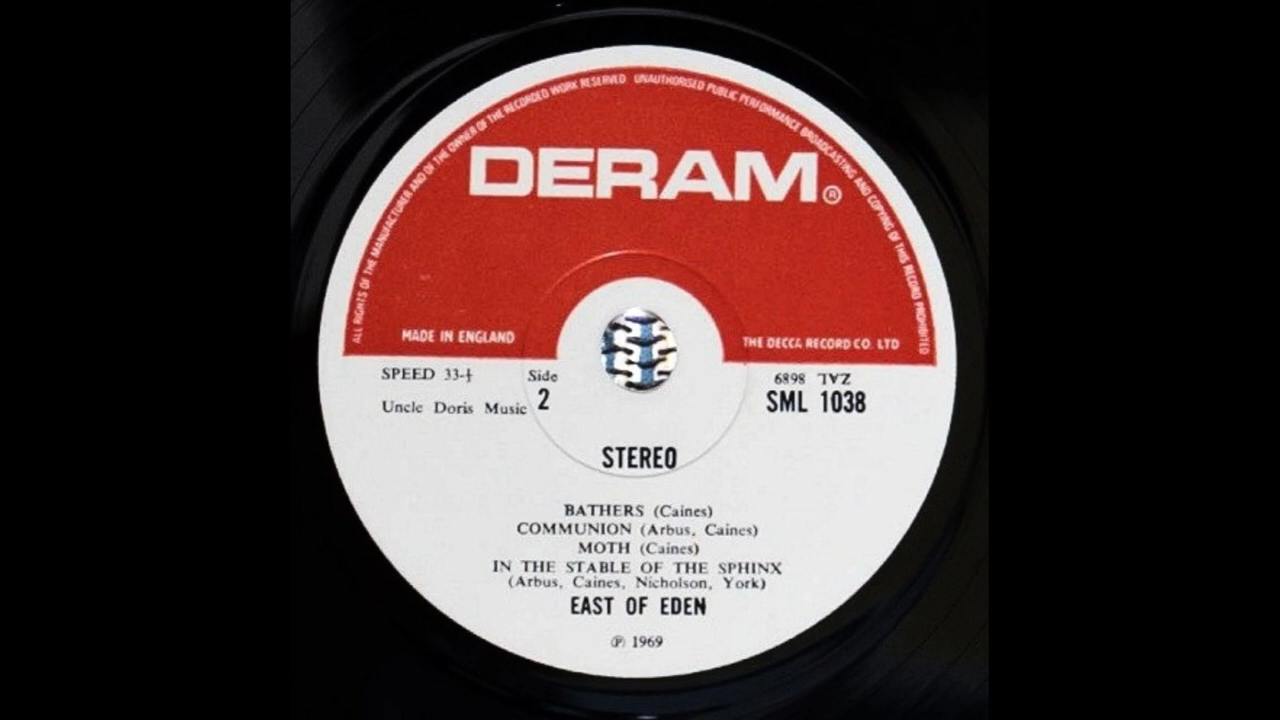 ALL RIGHTS OF THE MANUFACTURER AND OF THE OWNER OF THE RECORDED WORK RESERVED UNAUTHORISED PUBLIC PERFORMANCE BROADCASTING AND COPYING OF THIS RECORD PROHIBITED
DERAM®
MADE IN ENGLAND
THE DECCA RECORD CO. LTD
SPEED 33-⅓
Side
2
ZAL 8689
SML 1038
Uncle Doris Music
STEREO
BATHERS (Caines)
COMMUNION (Arbus, Caines)
MOTH (Caines)
IN THE STABLE OF THE SPHINX
(Arbus, Caines, Nicholson, York)
EAST OF EDEN
℗ 1969